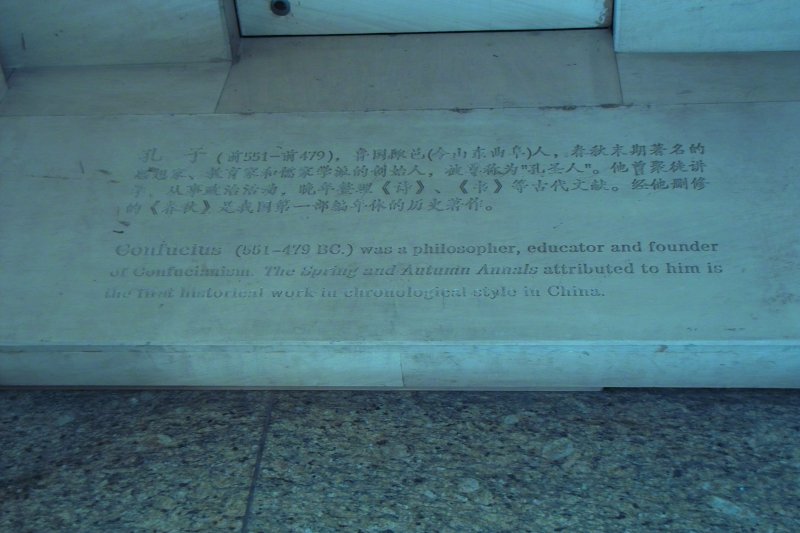 孔 子 (前551—前479), 鲁国陬邑(今山东曲阜)人, 春秋末期著名的
思想家、教育家和儒家学派的创始人, 被尊称为"孔圣人"。他曾聚徒讲
学, 从事政治活动, 晚年整理《诗》、《书》等古代文献。经他删修
的《春秋》是我国第一部编年体的历史著作。
Confucius (551-479 BC.) was a philosopher, educator and founder
of Confucianism. The Spring and Autumn Annals attributed to him is
the first historical work in chronological style in China.